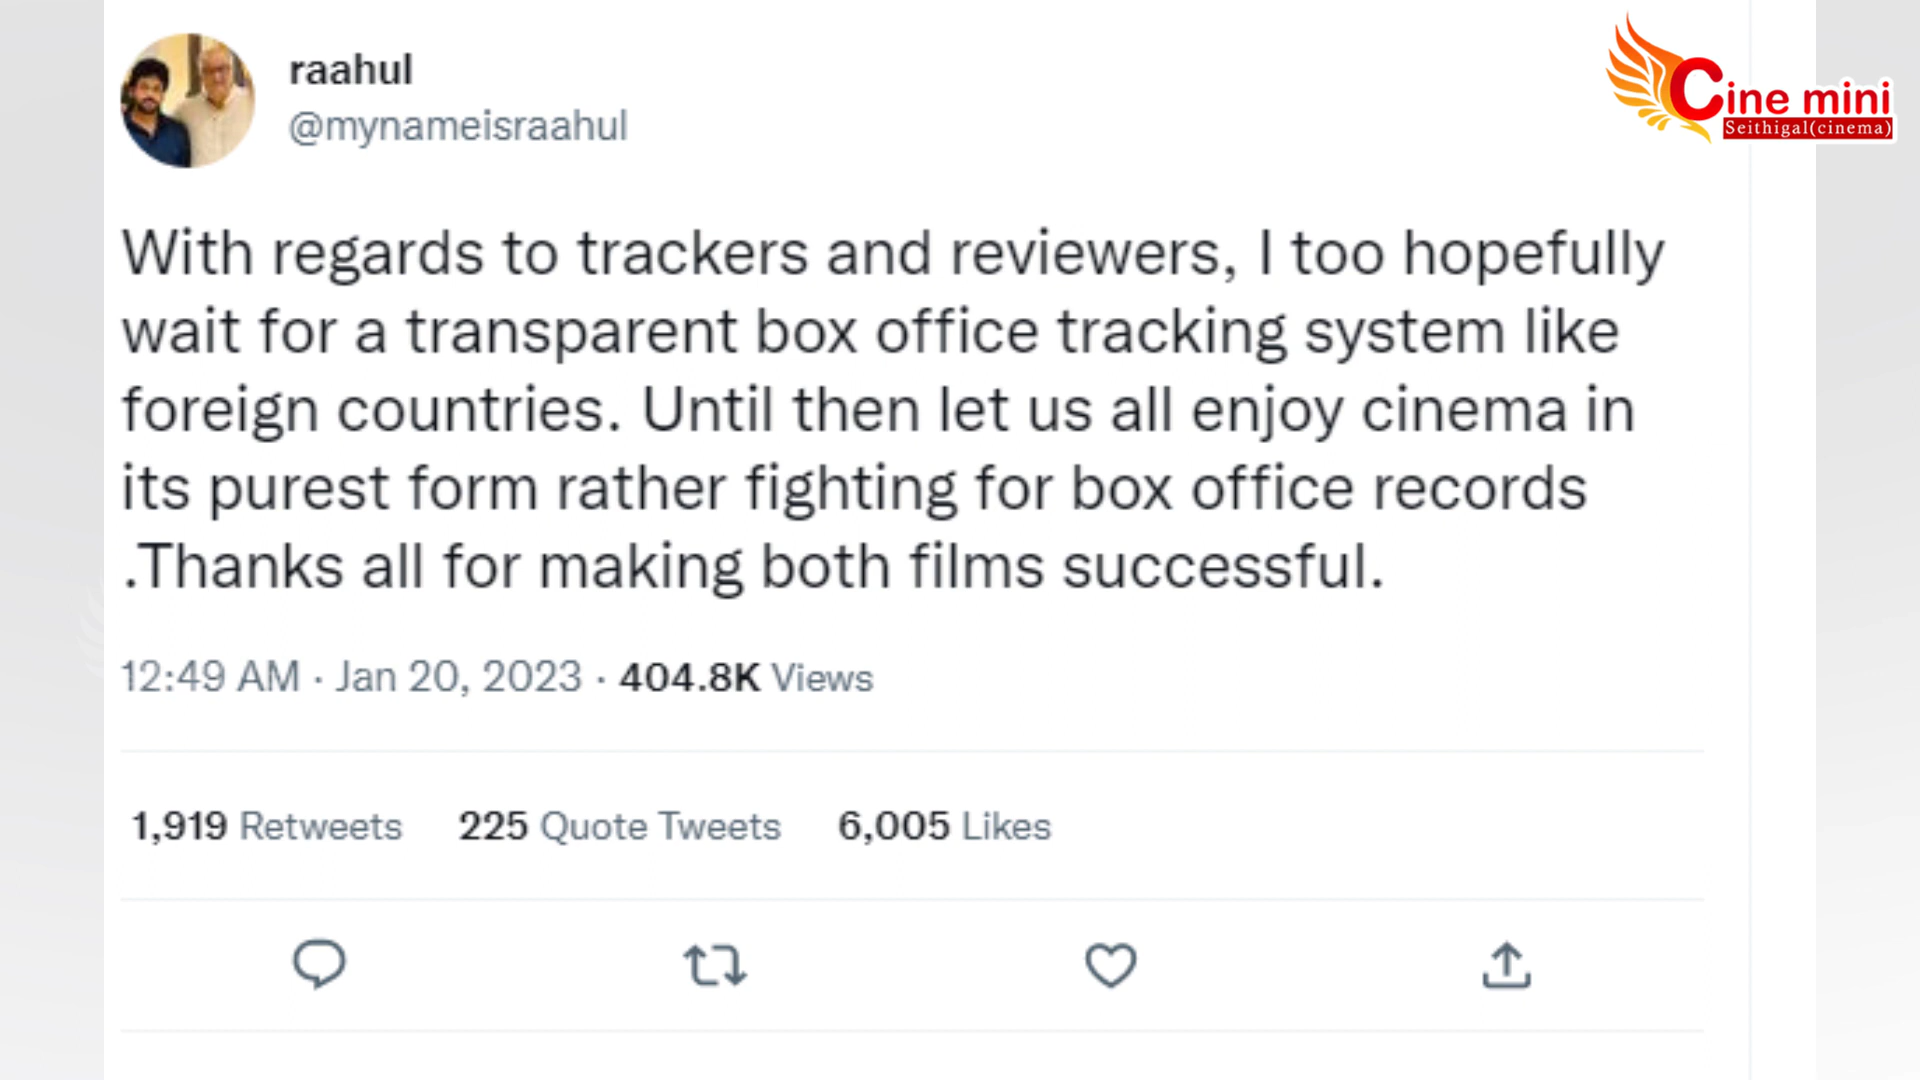 raahul
@mynameisraahul
Cine mini
Seithigal(cinema)
With regards to trackers and reviewers, I too hopefully
wait for a transparent box office tracking system like
foreign countries. Until then let us all enjoy cinema in
its purest form rather fighting for box office records
.Thanks all for making both films successful.
12:49 AM · Jan 20, 2023 · 404.8K Views
1,919 Retweets 225 Quote Tweets 6,005 Likes